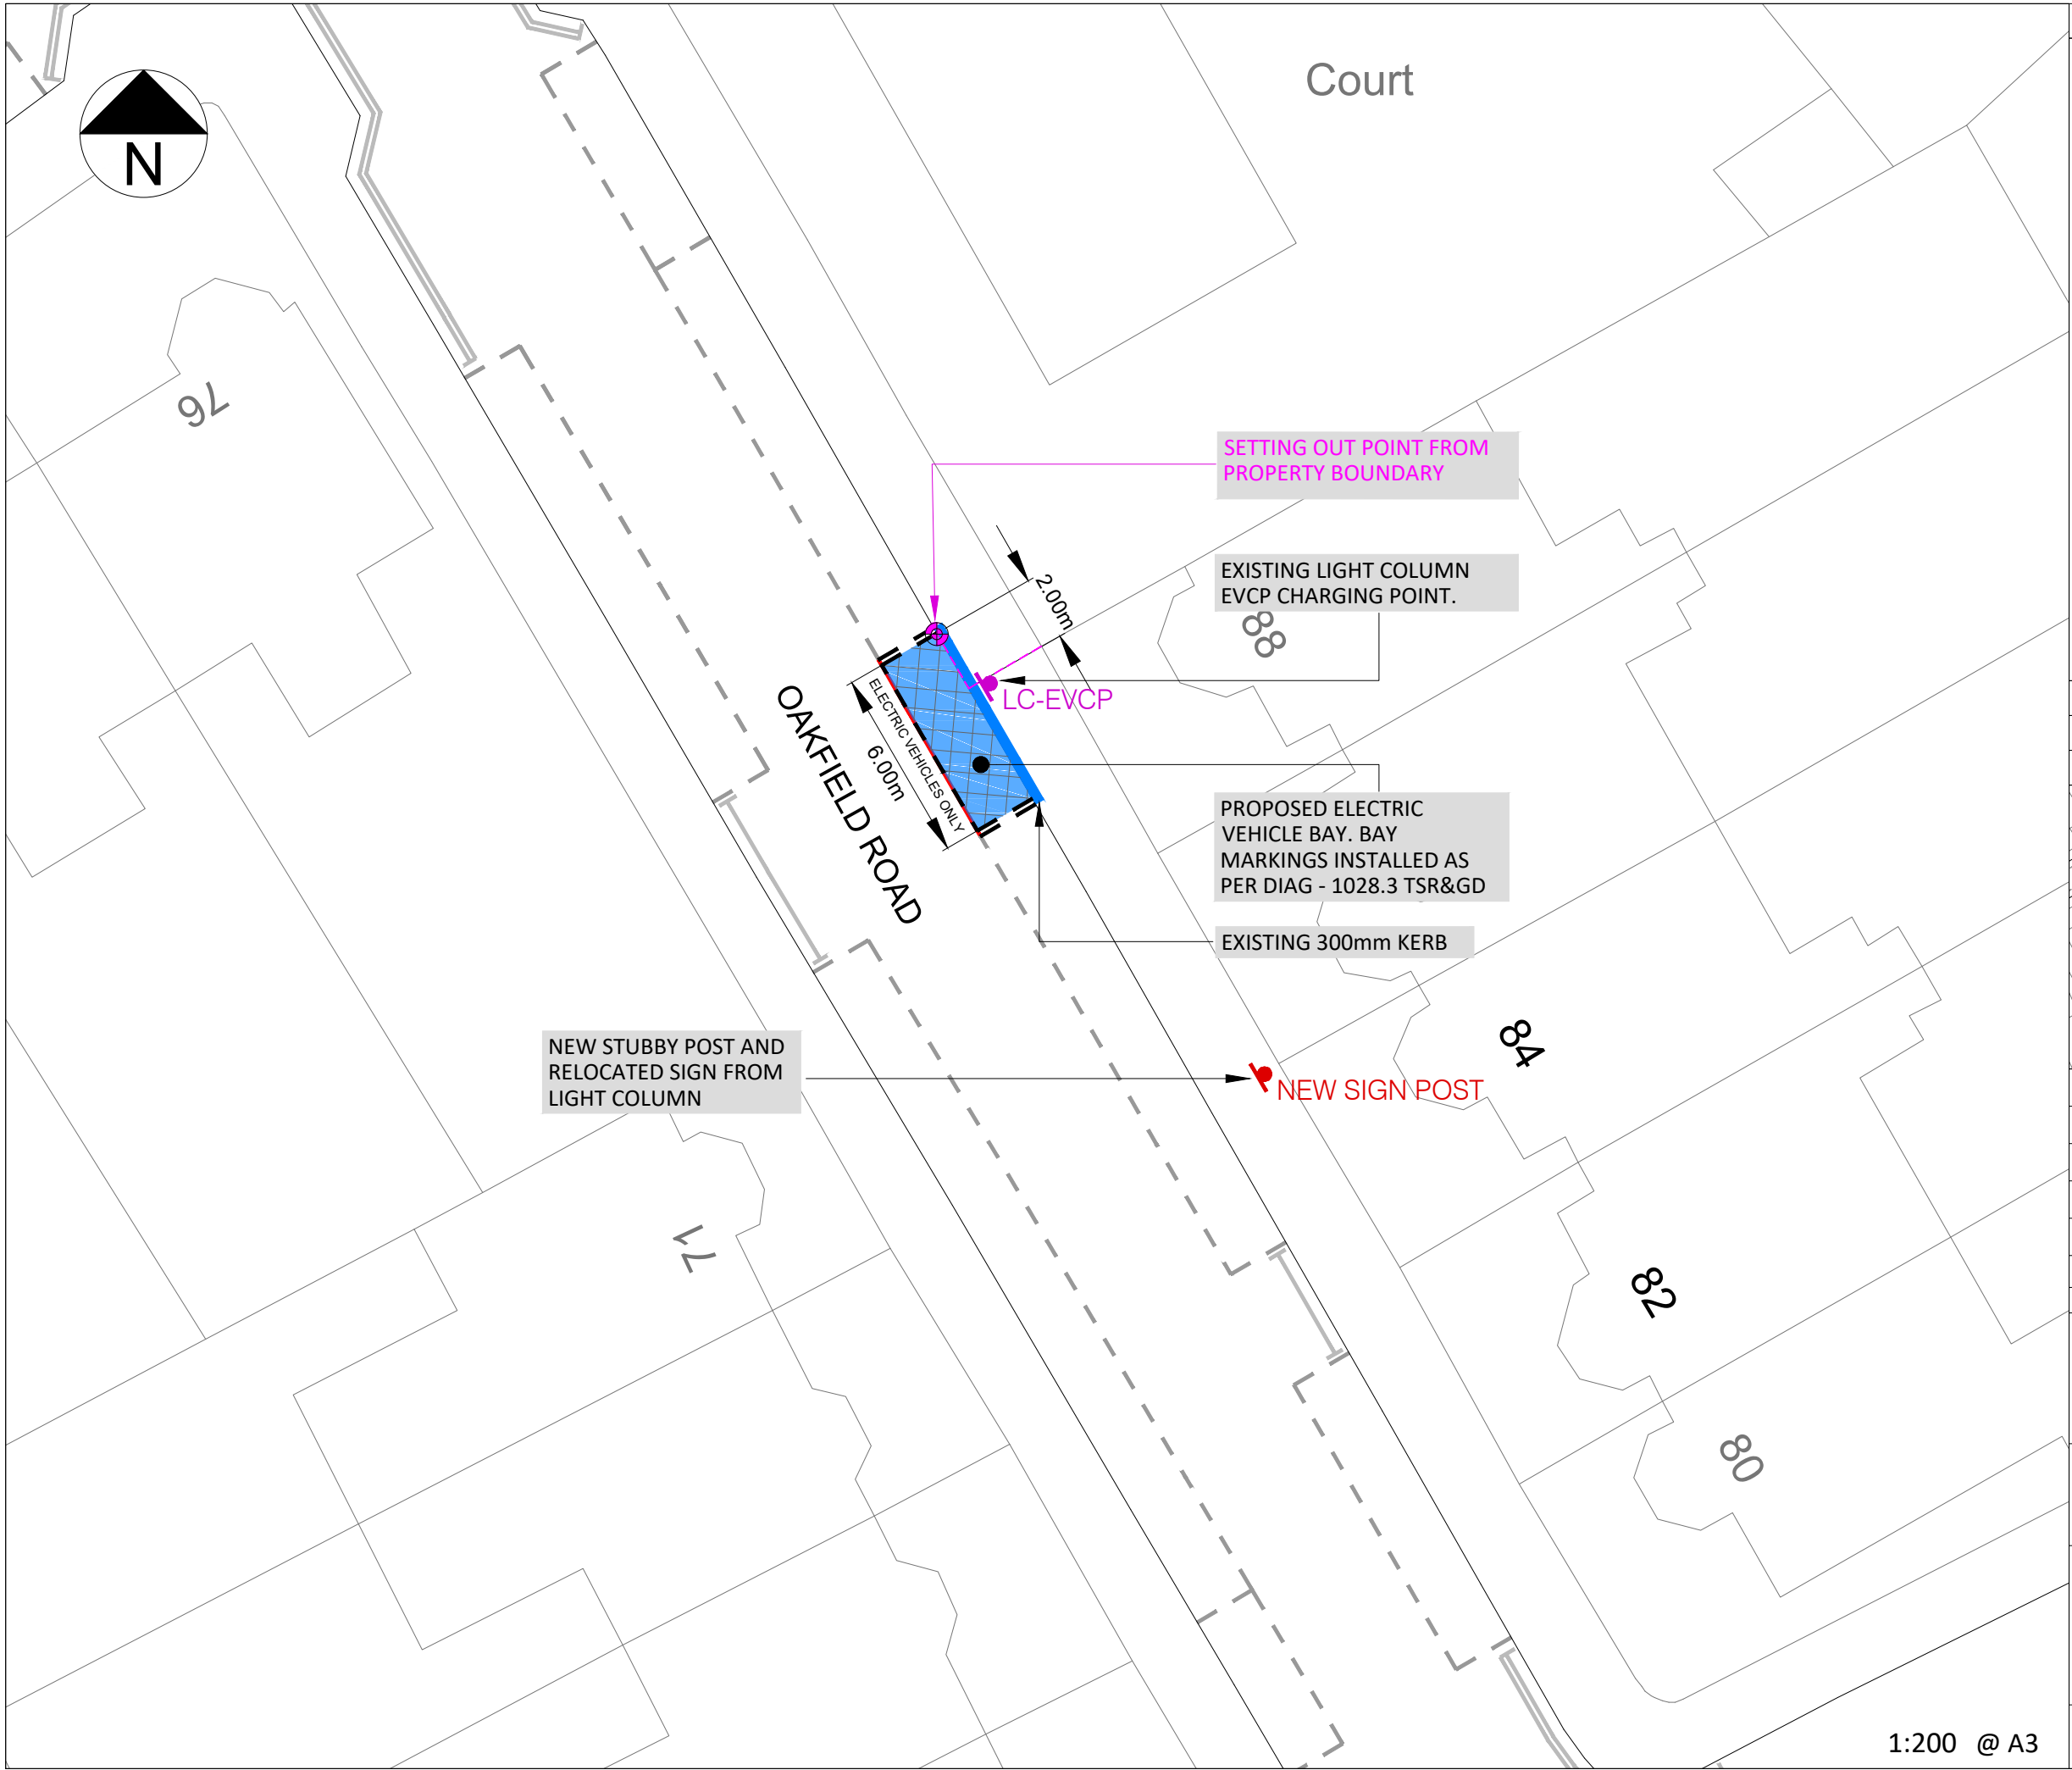 Court
N
76
SETTING OUT POINT FROM
PROPERTY BOUNDARY
EXISTING LIGHT COLUMN
EVCP CHARGING POINT.
2.00m
88
LC-EVCP
OAKFIELD ROAD
ELECTRIC VEHICLES ONLY
6.00m
PROPOSED ELECTRIC
VEHICLE BAY. BAY
MARKINGS INSTALLED AS
PER DIAG - 1028.3 TSR&GD
EXISTING 300mm KERB
NEW STUBBY POST AND
RELOCATED SIGN FROM
LIGHT COLUMN
NEW SIGN POST
84
71
82
80
1:200 @ A3